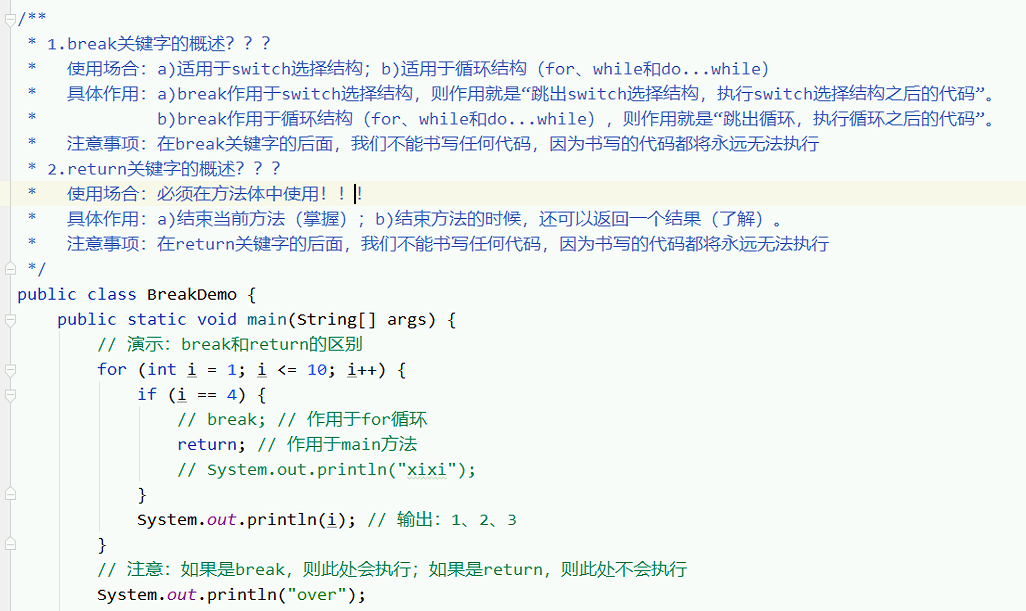 /**
 * 1.break关键字的概述？？？
 *   使用场合：a)适用于switch选择结构；b)适用于循环结构（for、while和do...while）
 *   具体作用：a)break作用于switch选择结构，则作用就是“跳出switch选择结构，执行switch选择结构之后的代码”。
 *            b)break作用于循环结构（for、while和do...while），则作用就是“跳出循环，执行循环之后的代码”。
 *   注意事项：在break关键字的后面，我们不能书写任何代码，因为书写的代码都将永远无法执行
 * 2.return关键字的概述？？？
 *   使用场合：必须在方法体中使用！！！
 *   具体作用：a)结束当前方法（掌握）；b)结束方法的时候，还可以返回一个结果（了解）。
 *   注意事项：在return关键字的后面，我们不能书写任何代码，因为书写的代码都将永远无法执行
 */
public class BreakDemo {
    public static void main(String[] args) {
        // 演示：break和return的区别
        for (int i = 1; i <= 10; i++) {
            if (i == 4) {
                // break; // 作用于for循环
                return; // 作用于main方法
                // System.out.println("xixi");
            }
            System.out.println(i); // 输出：1、2、3
        }
        // 注意：如果是break，则此处会执行；如果是return，则此处不会执行
        System.out.println("over");